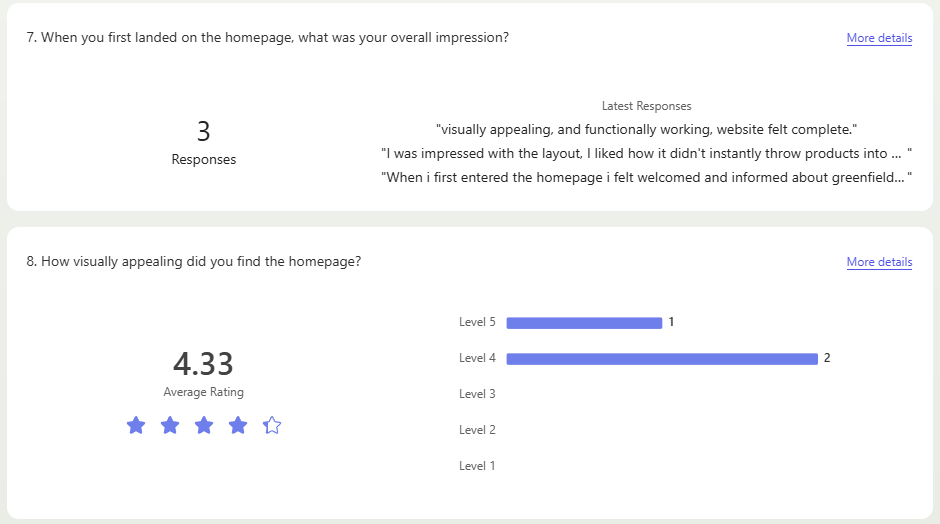 7. When you first landed on the homepage, what was your overall impression?
More details
3
Responses
Latest Responses
"visually appealing, and functionally working, website felt complete."
"I was impressed with the layout, I liked how it didn't instantly throw products into ... "
"When i first entered the homepage i felt welcomed and informed about greenfield... "
8. How visually appealing did you find the homepage?
More details
4.33
Average Rating
Level 5 1
Level 4 2
Level 3
Level 2
Level 1